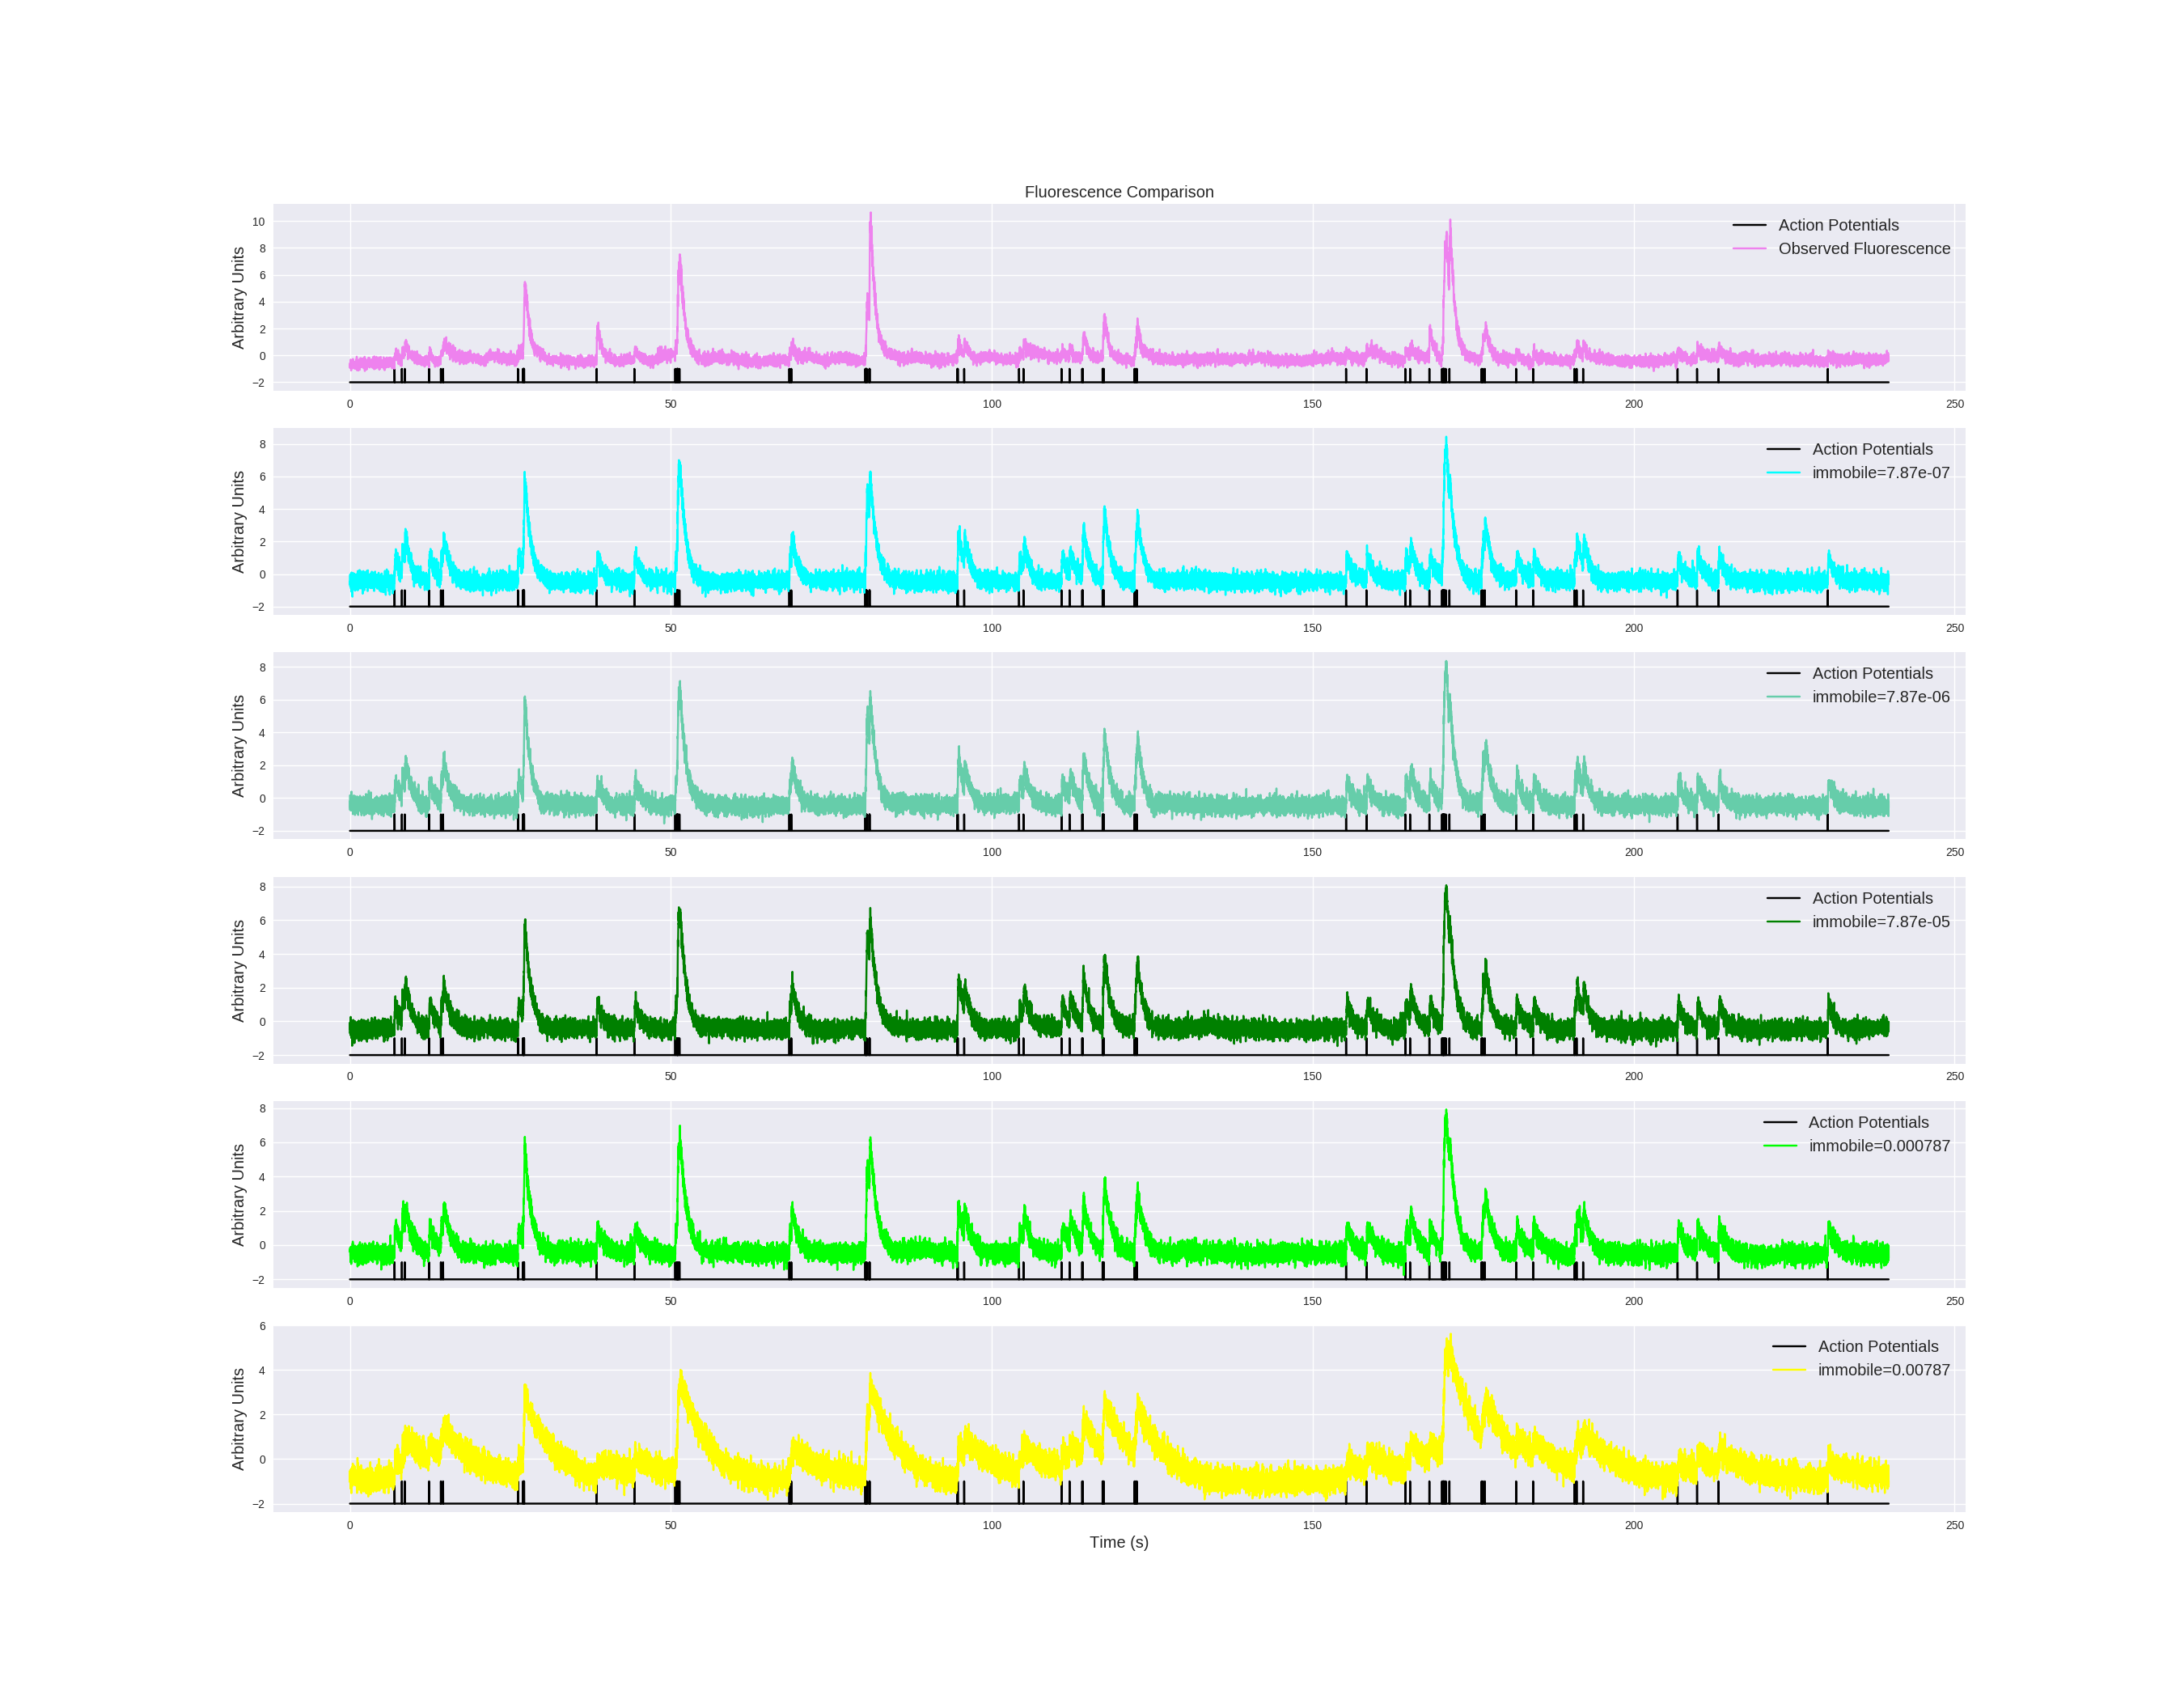 Fluorescence Comparison
Arbitrary Units
10
8
6
4
2
0
−2
Action Potentials
Observed Fluorescence
0 50 100 150 200 250
Arbitrary Units
8
6
4
2
0
−2
Action Potentials
immobile=7.87e-07
0 50 100 150 200 250
Arbitrary Units
8
6
4
2
0
−2
Action Potentials
immobile=7.87e-06
0 50 100 150 200 250
Arbitrary Units
8
6
4
2
0
−2
Action Potentials
immobile=7.87e-05
0 50 100 150 200 250
Arbitrary Units
8
6
4
2
0
−2
Action Potentials
immobile=0.000787
0 50 100 150 200 250
Arbitrary Units
6
4
2
0
−2
Action Potentials
immobile=0.00787
0 50 100 150 200 250
Time (s)